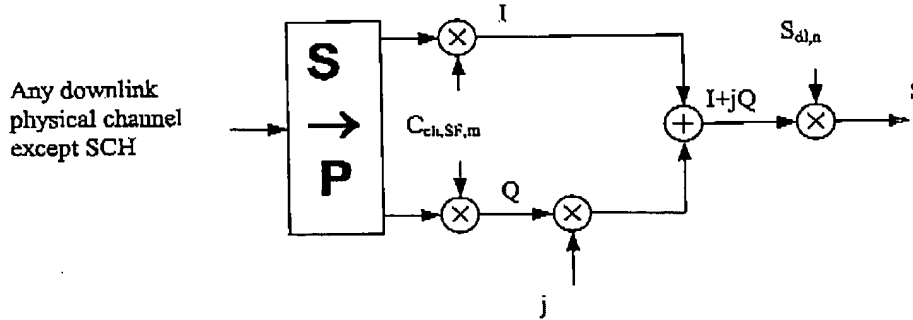 I
S_dl,n
S
Any downlink
physical channel
except SCH
S
→
P
C_ch,SF,m
I+jQ
S
Q
j